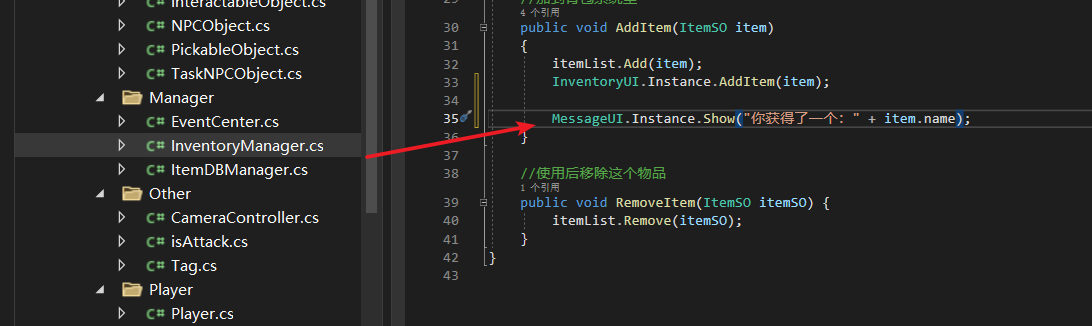 InteractableObject.cs
NPCObject.cs
PickableObject.cs
TaskNPCObject.cs
Manager
EventCenter.cs
InventoryManager.cs
ItemDBManager.cs
Other
CameraController.cs
isAttack.cs
Tag.cs
Player
Player.cs
4 个引用
30 public void AddItem(ItemSO item)
31 {
32 itemList.Add(item);
33 InventoryUI.Instance.AddItem(item);
34
35 MessageUI.Instance.Show("你获得了一个: " + item.name);
36 }
37
38 //使用后移除这个物品
1 个引用
39 public void RemoveItem(ItemSO itemSO) {
40 itemList.Remove(itemSO);
41 }
42 }
43